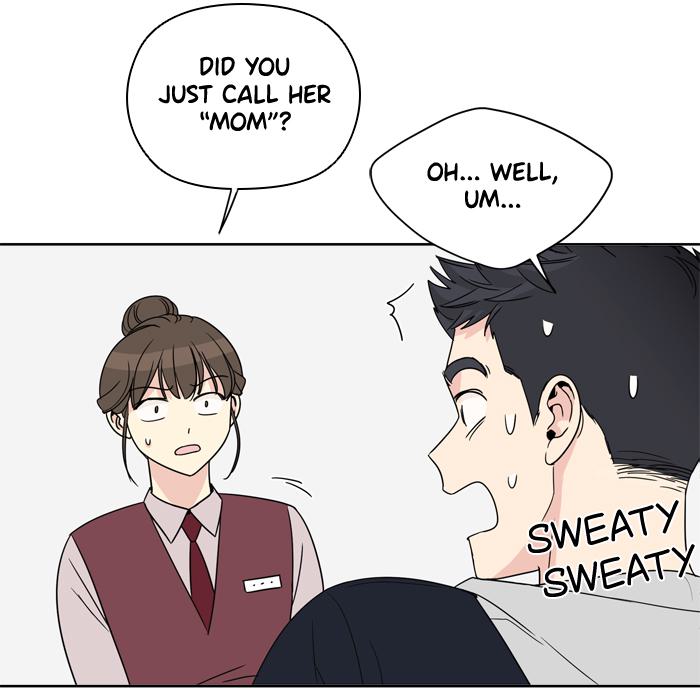 DID YOU
JUST CALL HER
“MOM”?
OH... WELL,
UM...
SWEATY
SWEATY